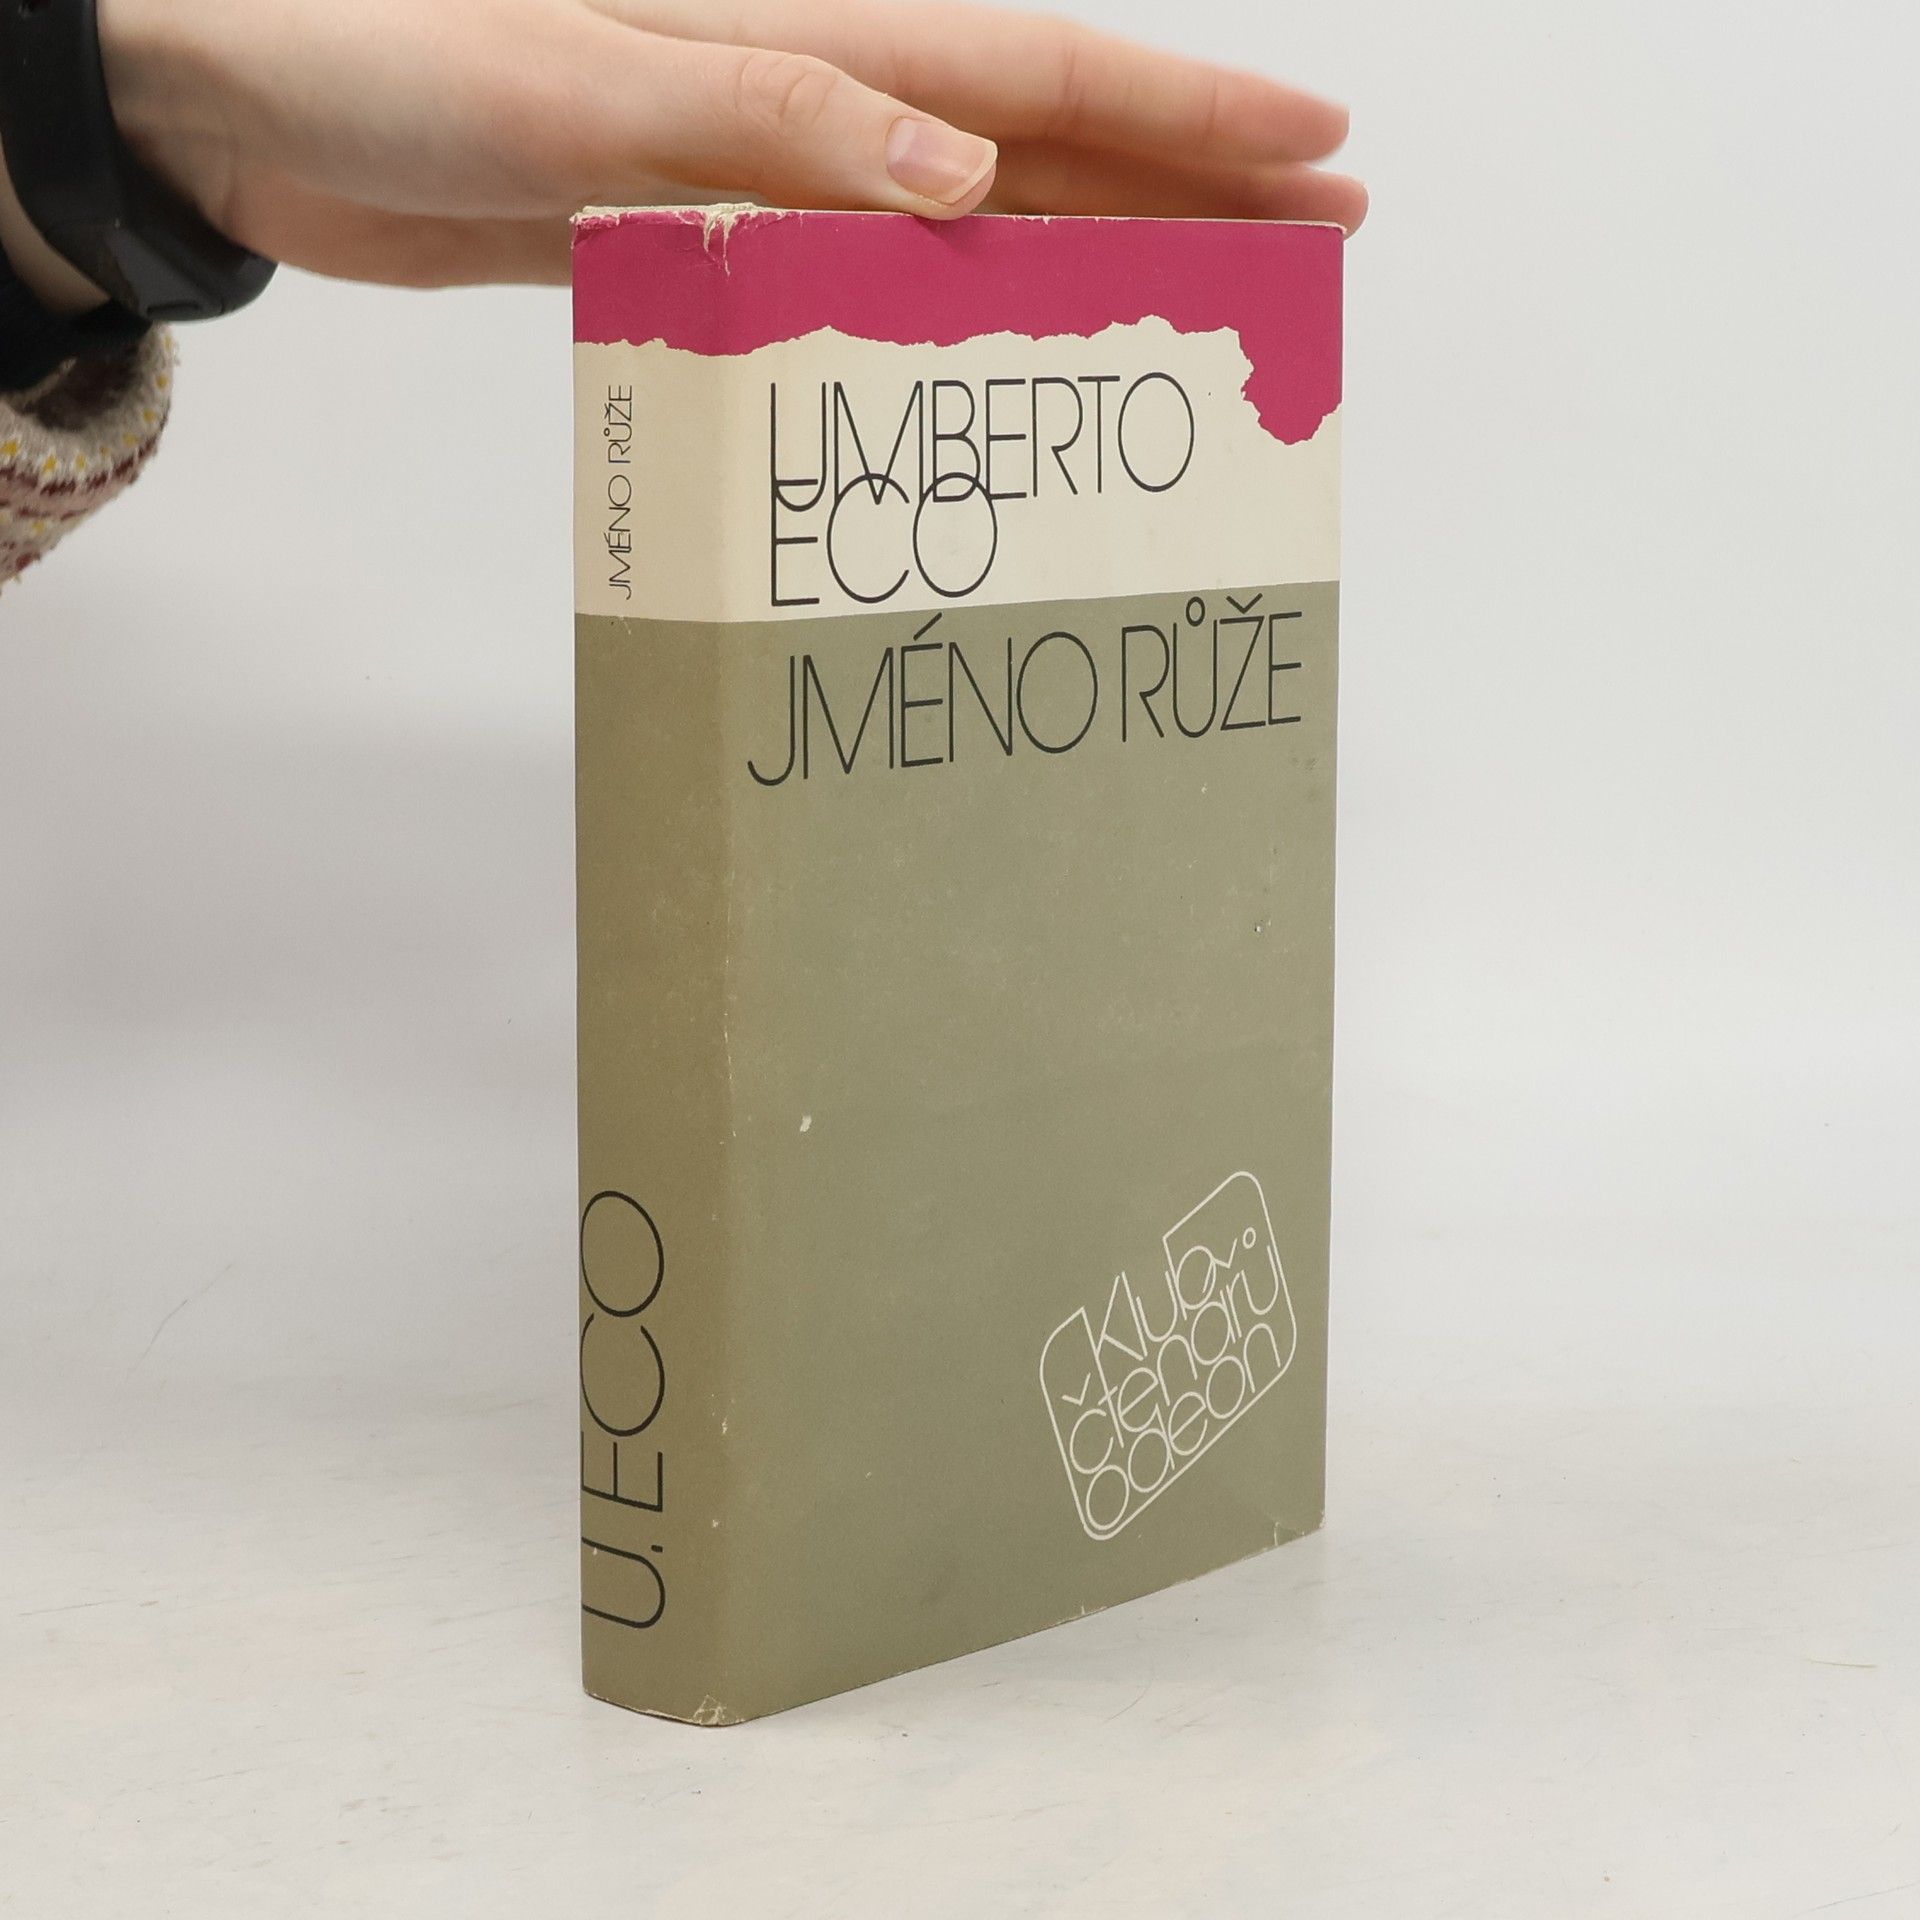 JMÉNO RŮŽE
U. ECO
UMBERTO
ECO
JMÉNO RŮŽE
Klub
čtenářů
odeon